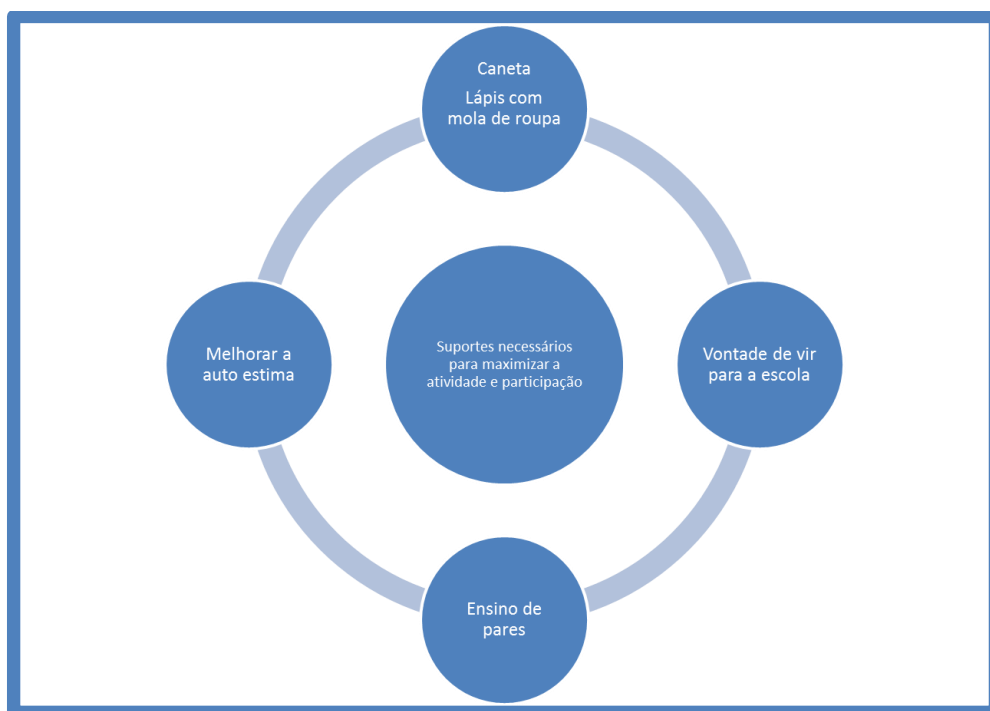 Caneta
Lápis com
mola de roupa
Melhorar a
auto estima
Suportes necessários
para maximizar a
atividade e participação
Vontade de vir
para a escola
Ensino de
pares